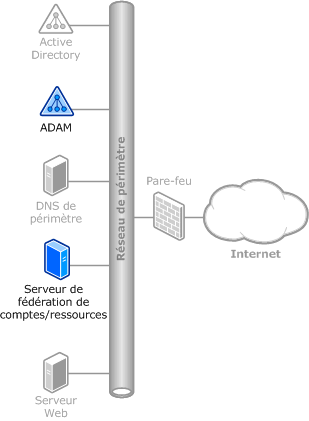 Active
Directory
ADAM
DNS de
périmètre
Serveur de
fédération de
comptes/ressources
Serveur
Web
Réseau de périmètre
Pare-feu
Internet